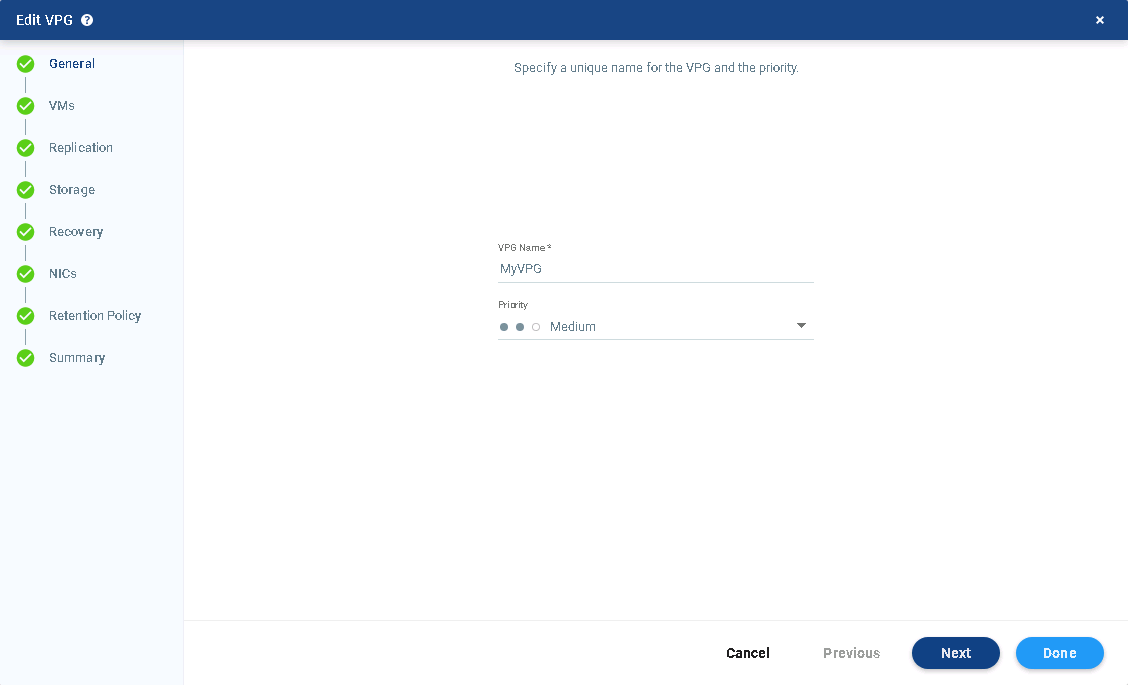 Edit VPG ?
General
VMs
Replication
Storage
Recovery
NICs
Retention Policy
Summary
Specify a unique name for the VPG and the priority.
VPG Name *
MyVPG
Priority
Medium
Cancel
Previous
Next
Done